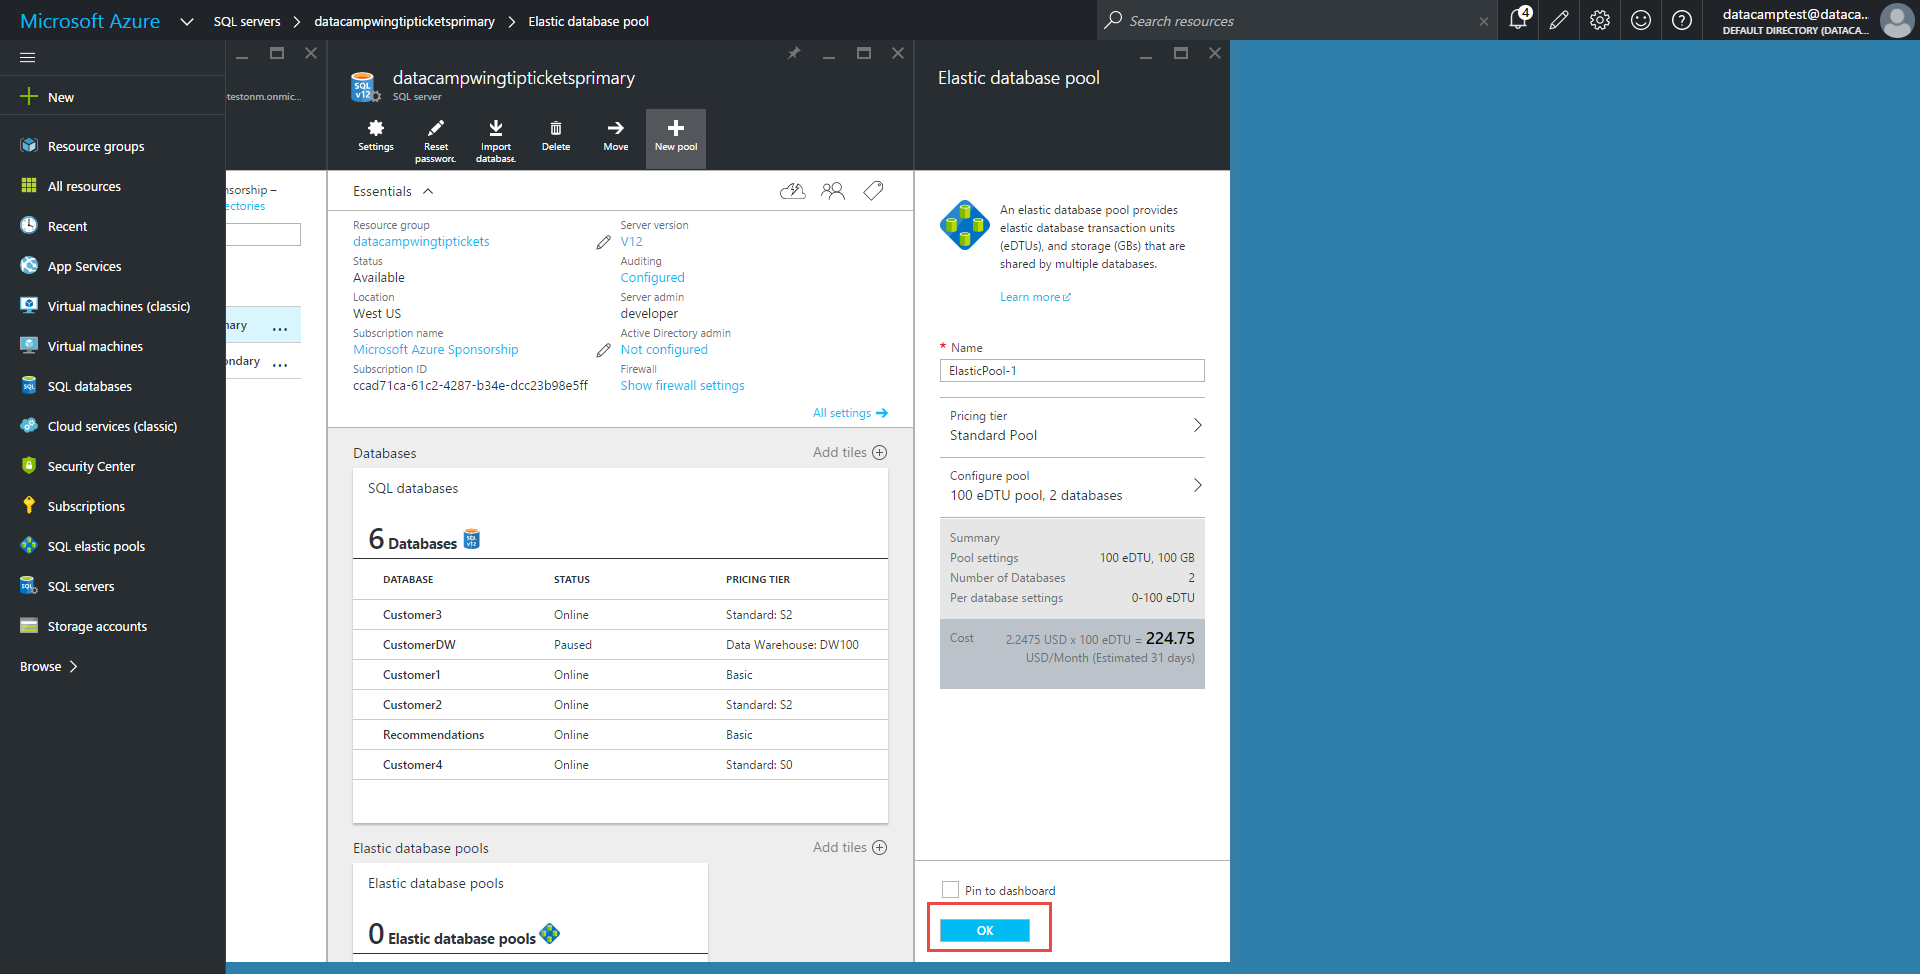 Microsoft Azure
SQL servers
datacampwingtipticketsprimary
Elastic database pool
Search resources
4
datacamptest@dataca...
DEFAULT DIRECTORY (DATACA...
New
Resource groups
All resources
Recent
App Services
Virtual machines (classic)
Virtual machines
SQL databases
Cloud services (classic)
Security Center
Subscriptions
SQL elastic pools
SQL servers
Storage accounts
Browse
testonm.onmic...
nsorship –
ectories
nary ...
ondary ...
datacampwingtipticketsprimary
SQL server
Settings
Reset
passworc
Import
database
Delete
Move
New pool
Essentials
Resource group
datacampwingtiptickets
Status
Available
Location
West US
Subscription name
Microsoft Azure Sponsorship
Subscription ID
ccad71ca-61c2-4287-b34e-dcc23b98e5ff
Server version
V12
Auditing
Configured
Server admin
developer
Active Directory admin
Not configured
Firewall
Show firewall settings
All settings
Databases
Add tiles
SQL databases
6 Databases
DATABASE STATUS PRICING TIER
Customer3 Online Standard: S2
CustomerDW Paused Data Warehouse: DW100
Customer1 Online Basic
Customer2 Online Standard: S2
Recommendations Online Basic
Customer4 Online Standard: S0
Elastic database pools
Add tiles
Elastic database pools
0 Elastic database pools
Elastic database pool
An elastic database pool provides
elastic database transaction units
(eDTUs), and storage (GBs) that are
shared by multiple databases.
Learn more
* Name
ElasticPool-1
Pricing tier
Standard Pool
Configure pool
100 eDTU pool, 2 databases
Summary
Pool settings 100 eDTU, 100 GB
Number of Databases 2
Per database settings 0-100 eDTU
Cost 2.2475 USD x 100 eDTU = 224.75
USD/Month (Estimated 31 days)
Pin to dashboard
OK